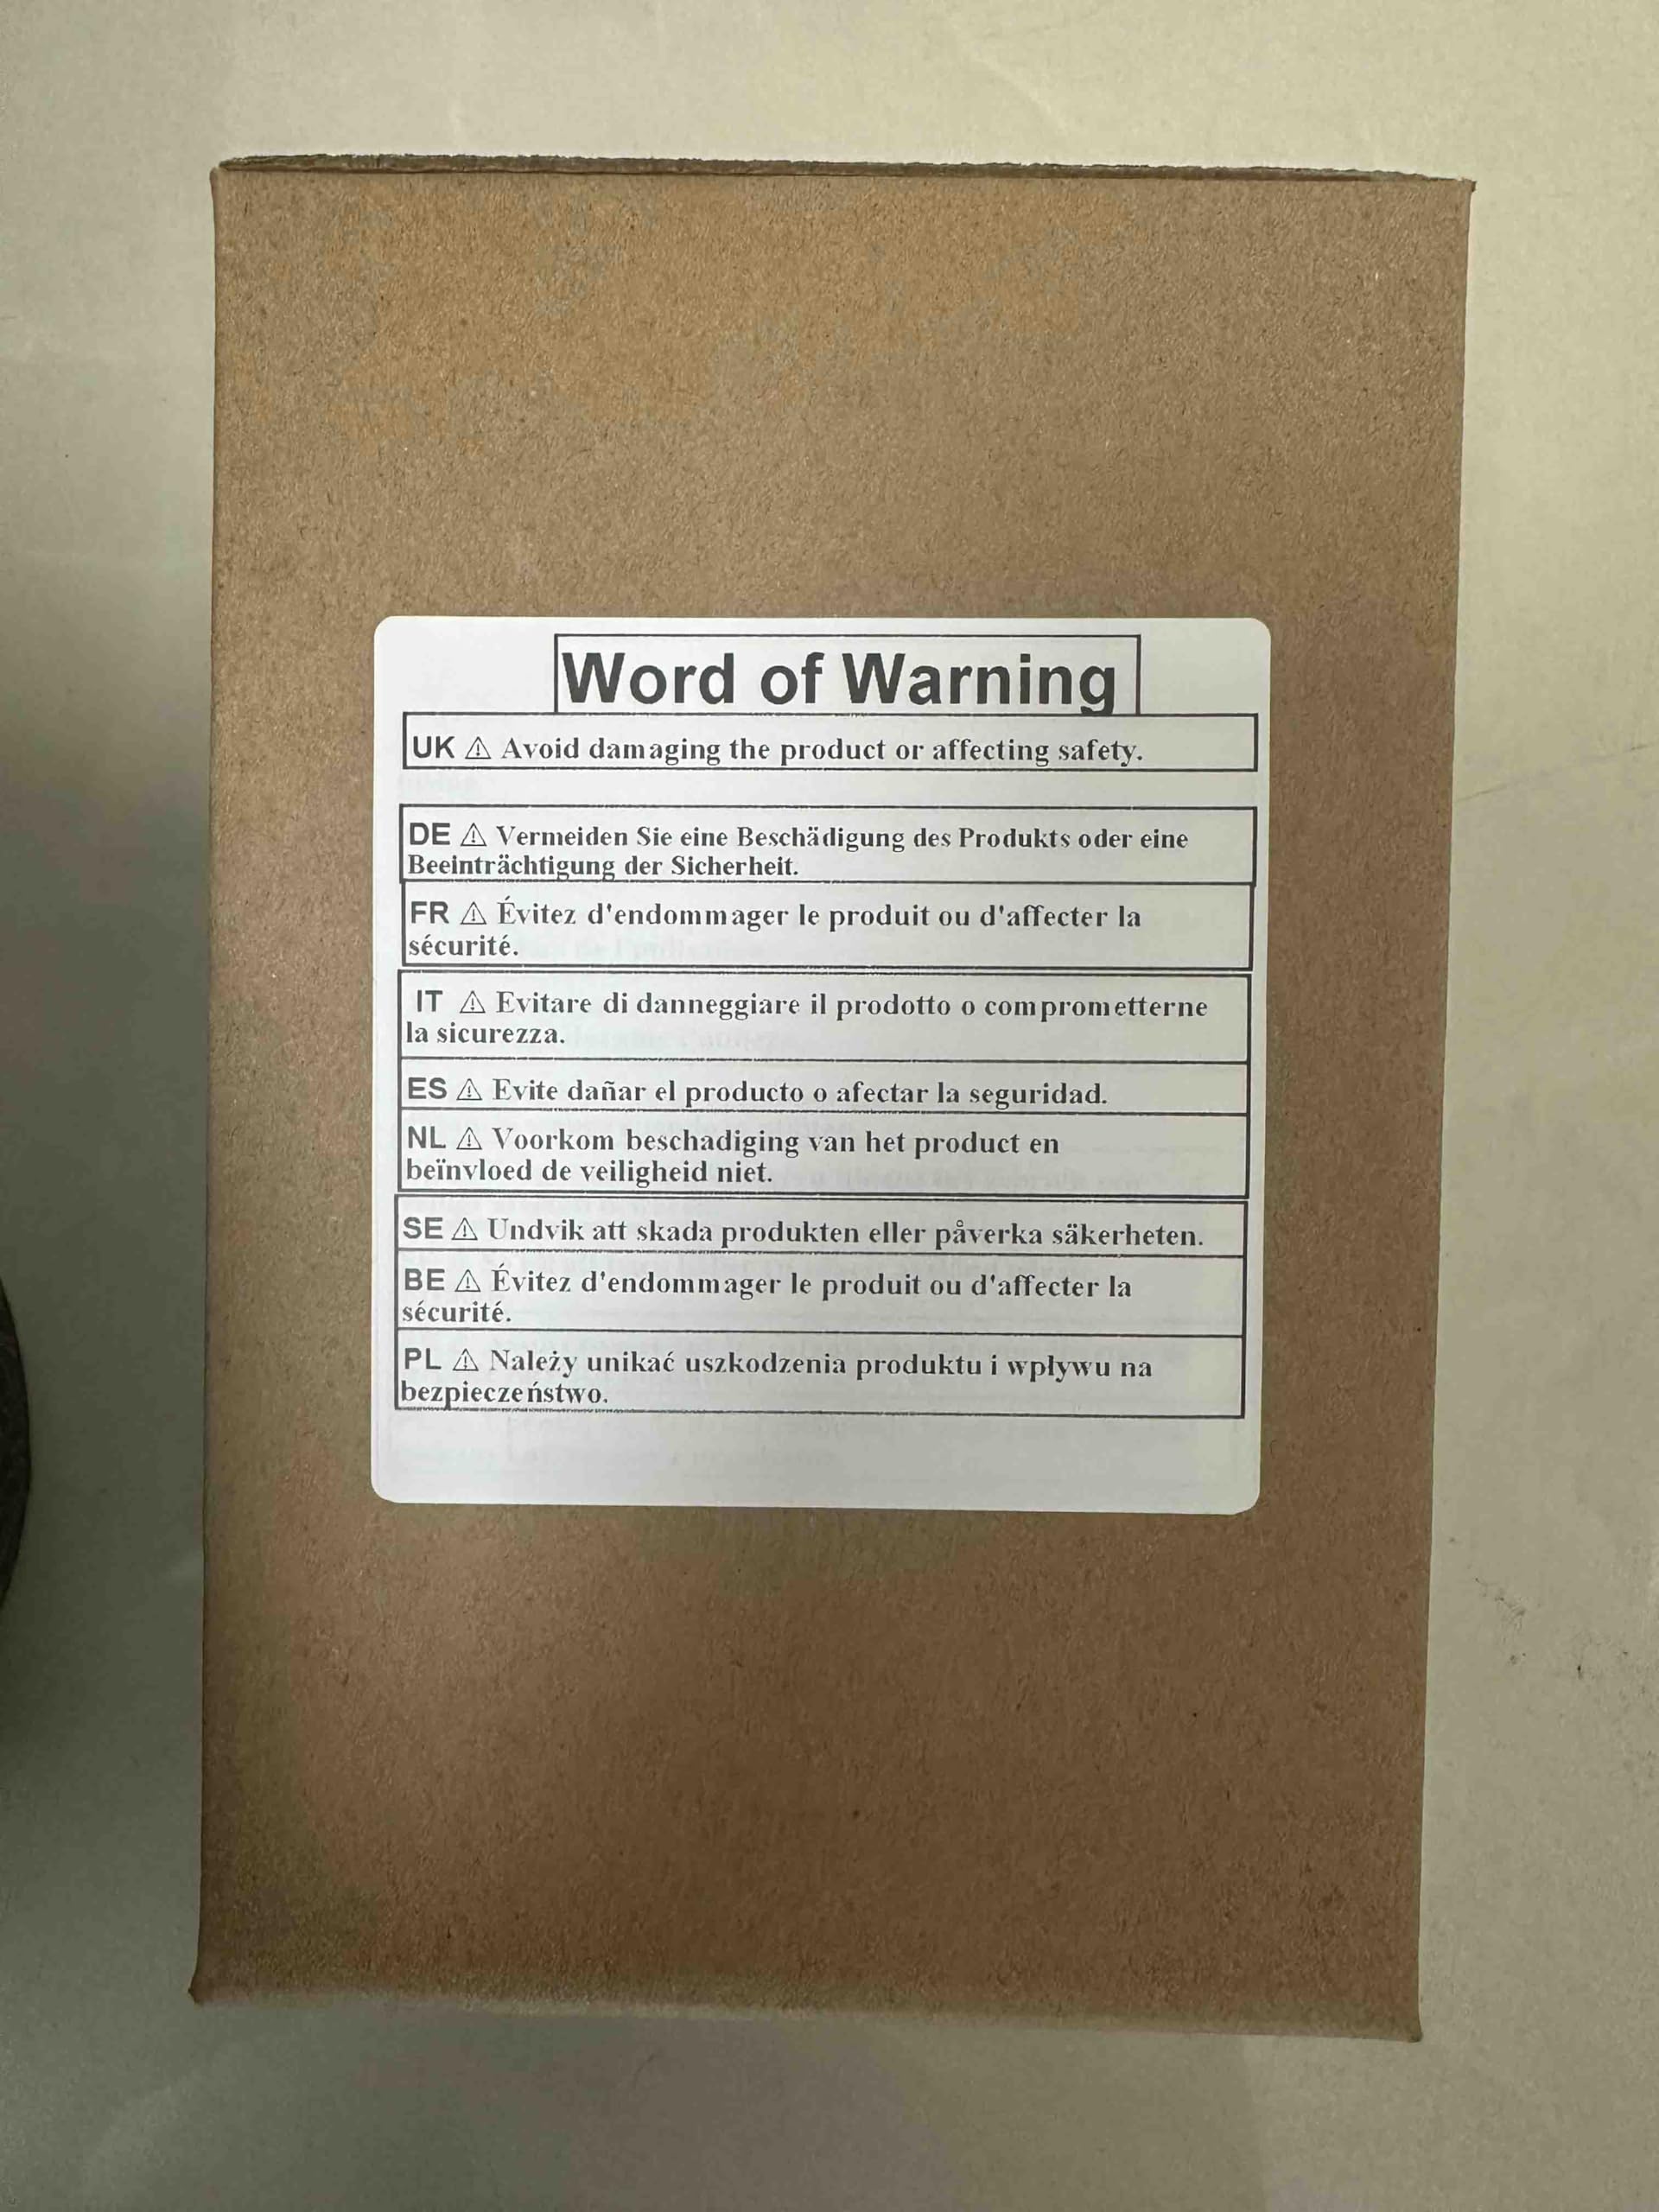 Word of Warning
UK ⚠ Avoid damaging the product or affecting safety.
DE ⚠ Vermeiden Sie eine Beschädigung des Produkts oder eine
Beeinträchtigung der Sicherheit.
FR ⚠ Évitez d'endommager le produit ou d'affecter la
sécurité.
IT ⚠ Evitare di danneggiare il prodotto o comprometterne
la sicurezza.
ES ⚠ Evite dañar el producto o afectar la seguridad.
NL ⚠ Voorkom beschadiging van het product en
beïnvloed de veiligheid niet.
SE ⚠ Undvik att skada produkten eller påverka säkerheten.
BE ⚠ Évitez d'endommager le produit ou d'affecter la
sécurité.
PL ⚠ Należy unikać uszkodzenia produktu i wpływu na
bezpieczeństwo.